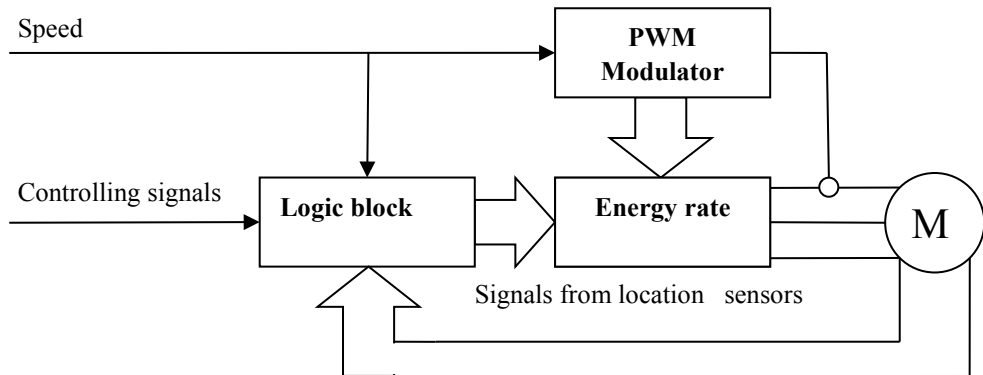 Speed
PWM
Modulator
Controlling signals
Logic block
Energy rate
M
Signals from location sensors